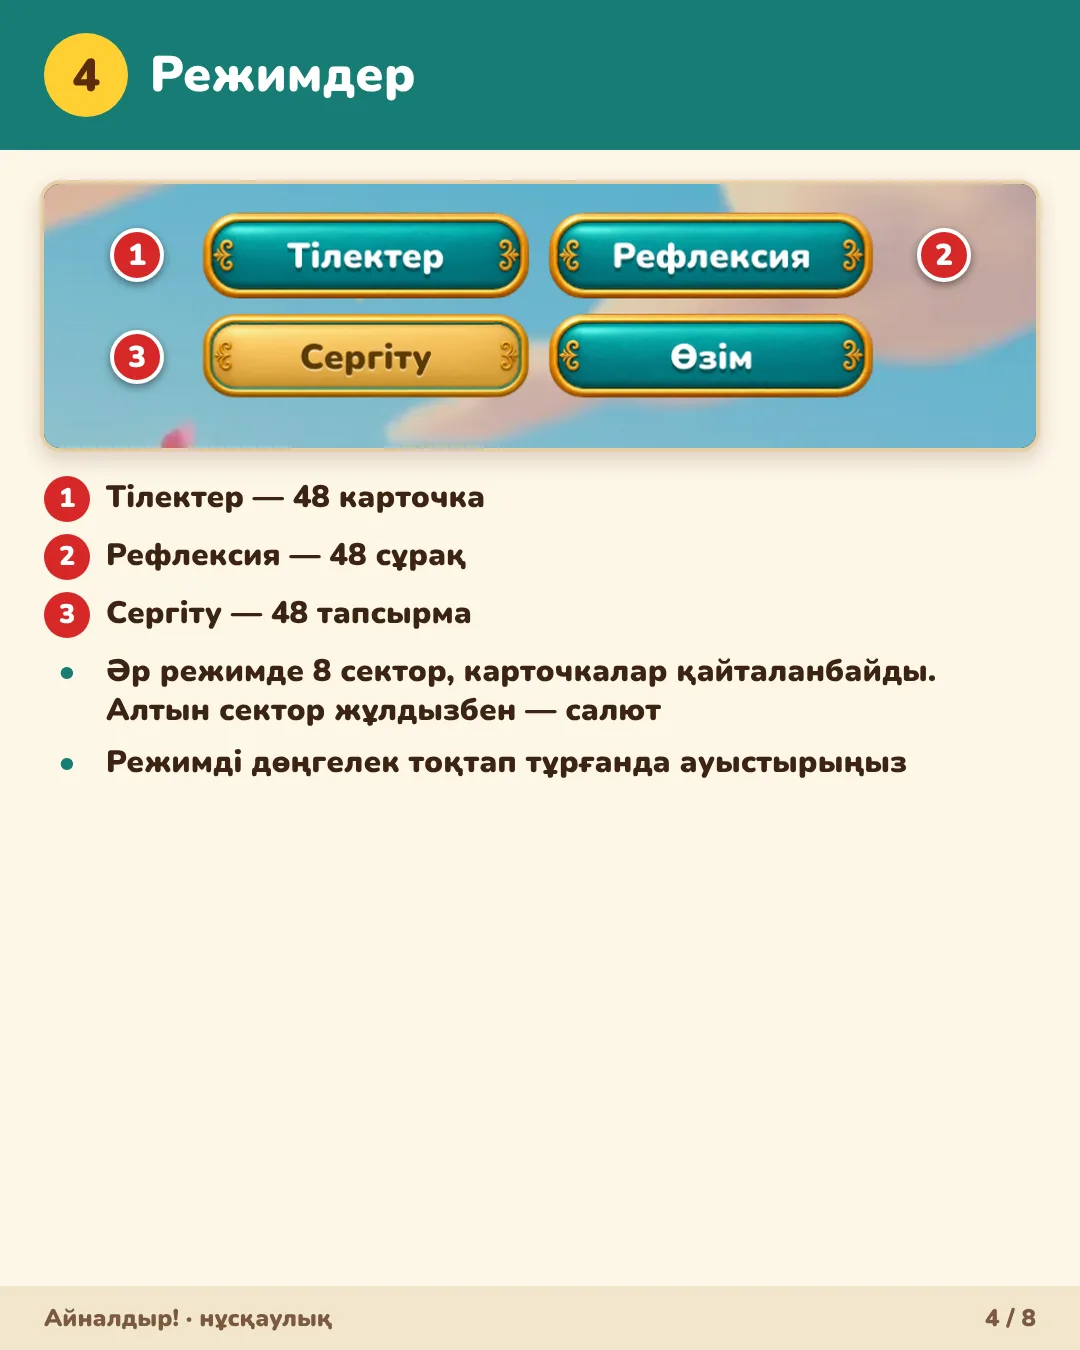 4 Режимдер
1 Тілектер Рефлексия 2
3 Сергіту Өзім
1 Тілектер — 48 карточка
2 Рефлексия — 48 сұрақ
3 Сергіту — 48 тапсырма
• Әр режимде 8 сектор, карточкалар қайталанбайды.
Алтын сектор жұлдызбен — салют
• Режимді дөңгелек тоқтап тұрғанда ауыстырыңыз
Айналдыр! · нұсқаулық 4 / 8